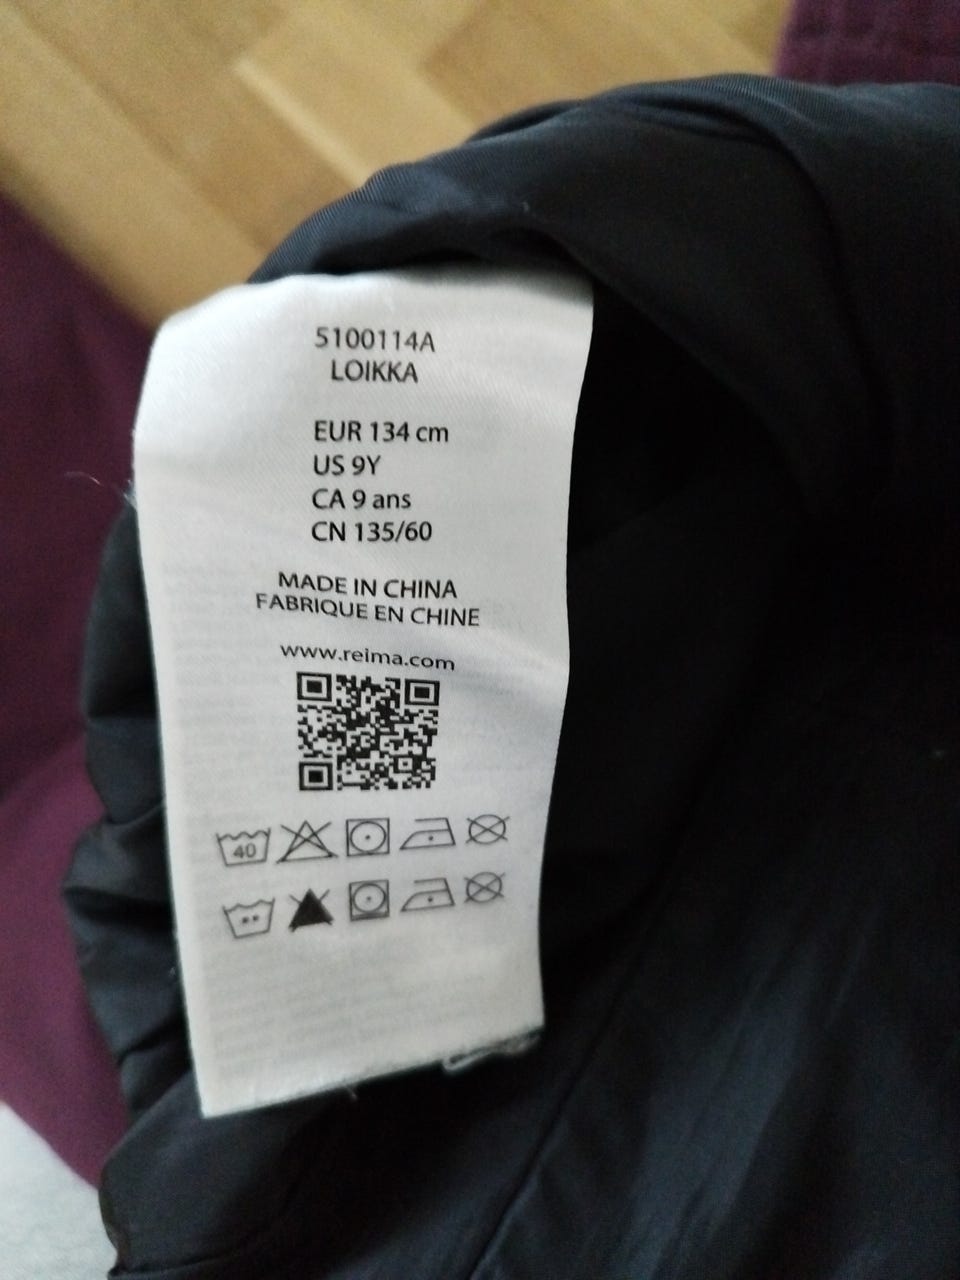 5100114A
LOIKKA
EUR 134 cm
US 9Y
CA 9 ans
CN 135/60
MADE IN CHINA
FABRIQUE EN CHINE
www.reima.com
40